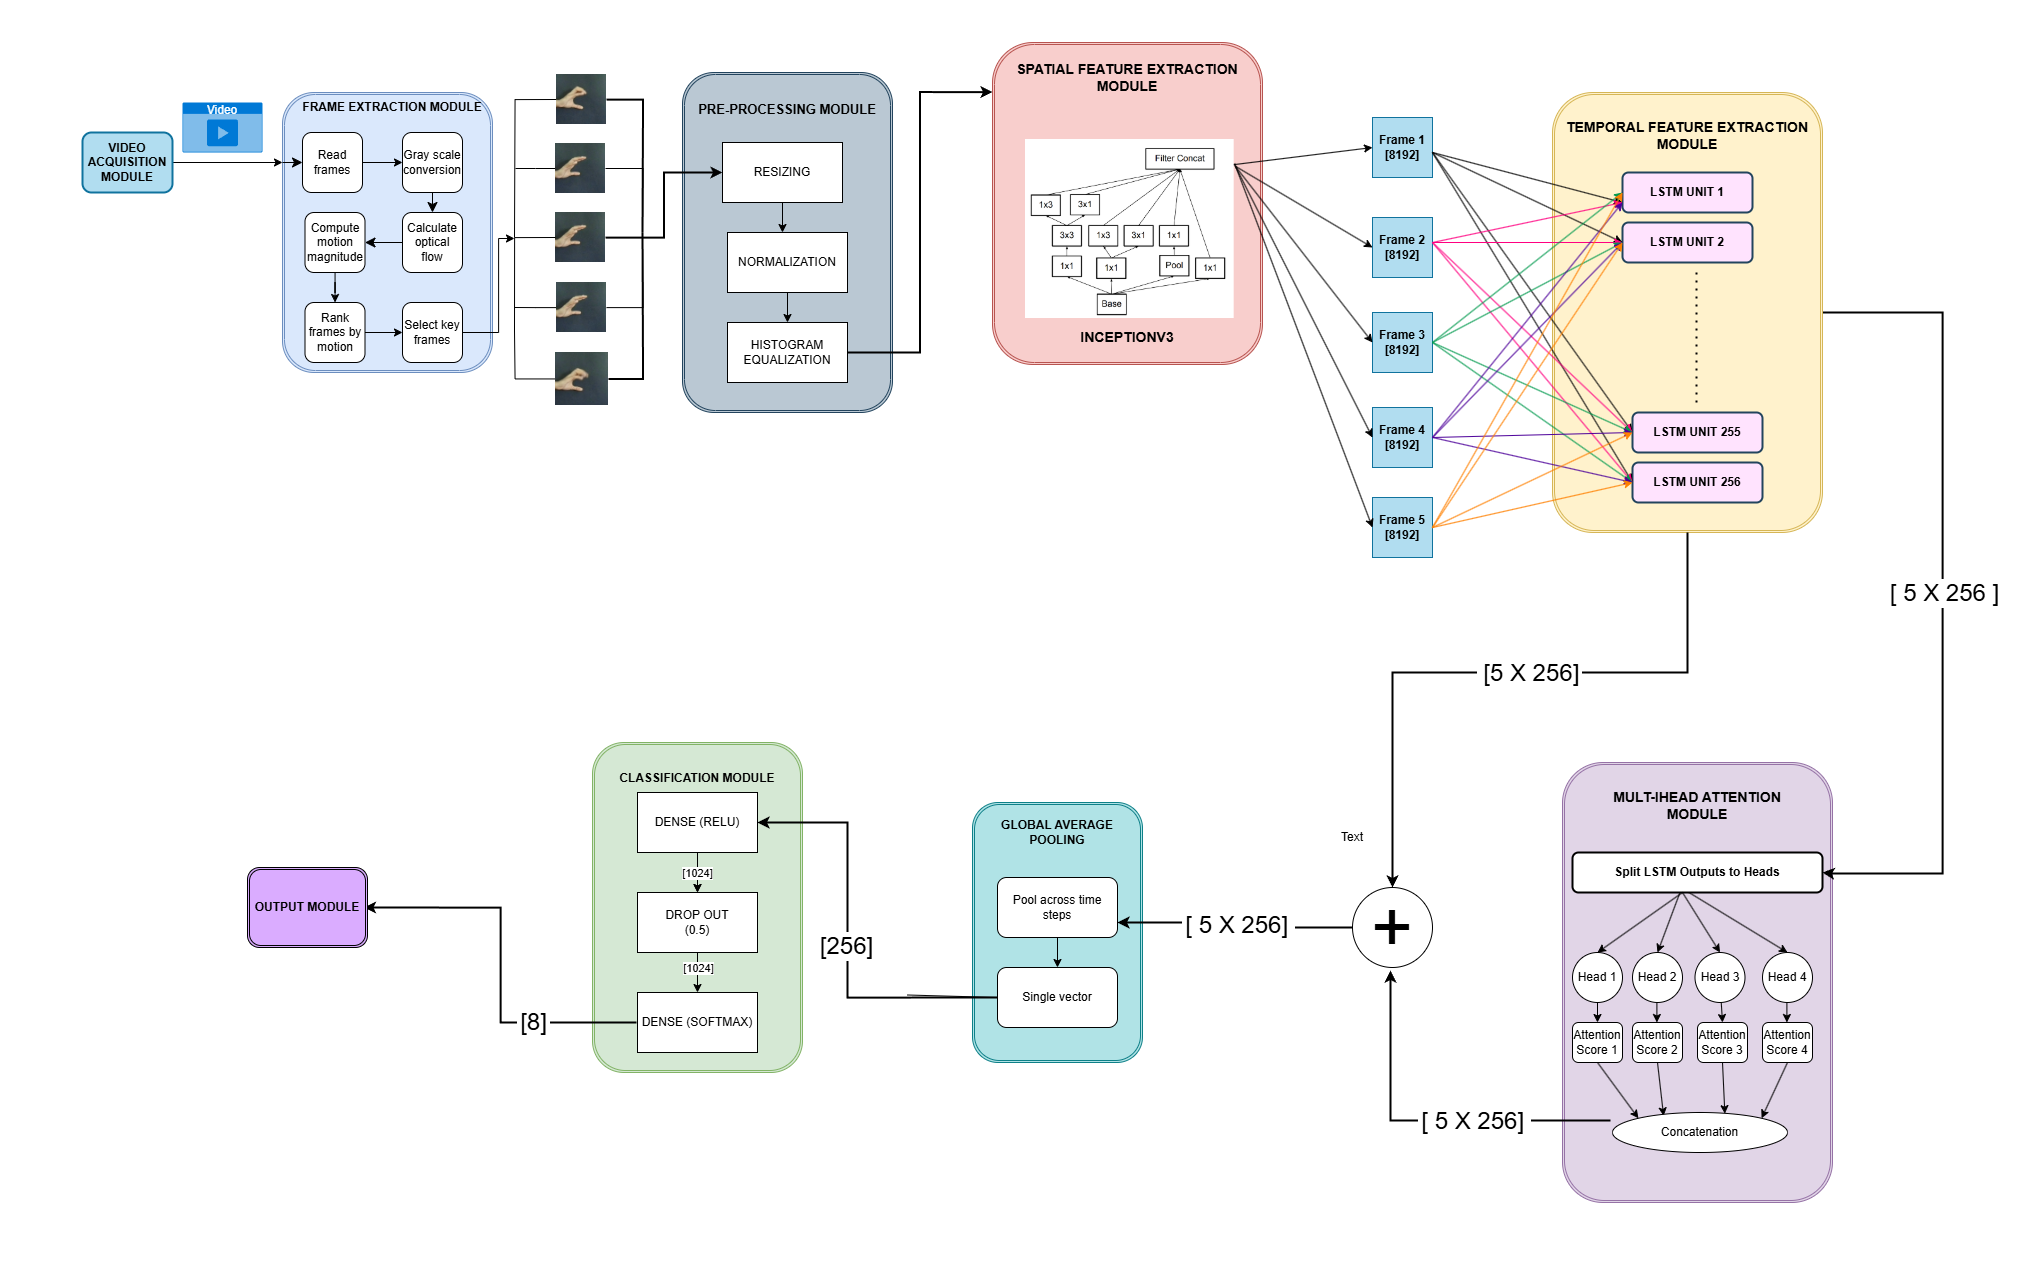 VIDEO
ACQUISITION
MODULE
Video
FRAME EXTRACTION MODULE
Read
frames
Gray scale
conversion
Compute
motion
magnitude
Calculate
optical
flow
Rank
frames by
motion
Select key
frames
PRE-PROCESSING MODULE
RESIZING
NORMALIZATION
HISTOGRAM
EQUALIZATION
SPATIAL FEATURE EXTRACTION
MODULE
Filter Concat
1x3
3x1
3x3
1x3
3x1
1x1
1x1
1x1
Pool
1x1
Base
INCEPTIONV3
Frame 1
[8192]
Frame 2
[8192]
Frame 3
[8192]
Frame 4
[8192]
Frame 5
[8192]
TEMPORAL FEATURE EXTRACTION
MODULE
LSTM UNIT 1
LSTM UNIT 2
LSTM UNIT 255
LSTM UNIT 256
[ 5 X 256 ]
[5 X 256]
MULT-IHEAD ATTENTION
MODULE
Split LSTM Outputs to Heads
Head 1
Head 2
Head 3
Head 4
Attention
Score 1
Attention
Score 2
Attention
Score 3
Attention
Score 4
Concatenation
[ 5 X 256]
Text
+
[ 5 X 256]
GLOBAL AVERAGE
POOLING
Pool across time
steps
Single vector
[256]
CLASSIFICATION MODULE
DENSE (RELU)
[1024]
DROP OUT
(0.5)
[1024]
DENSE (SOFTMAX)
[8]
OUTPUT MODULE